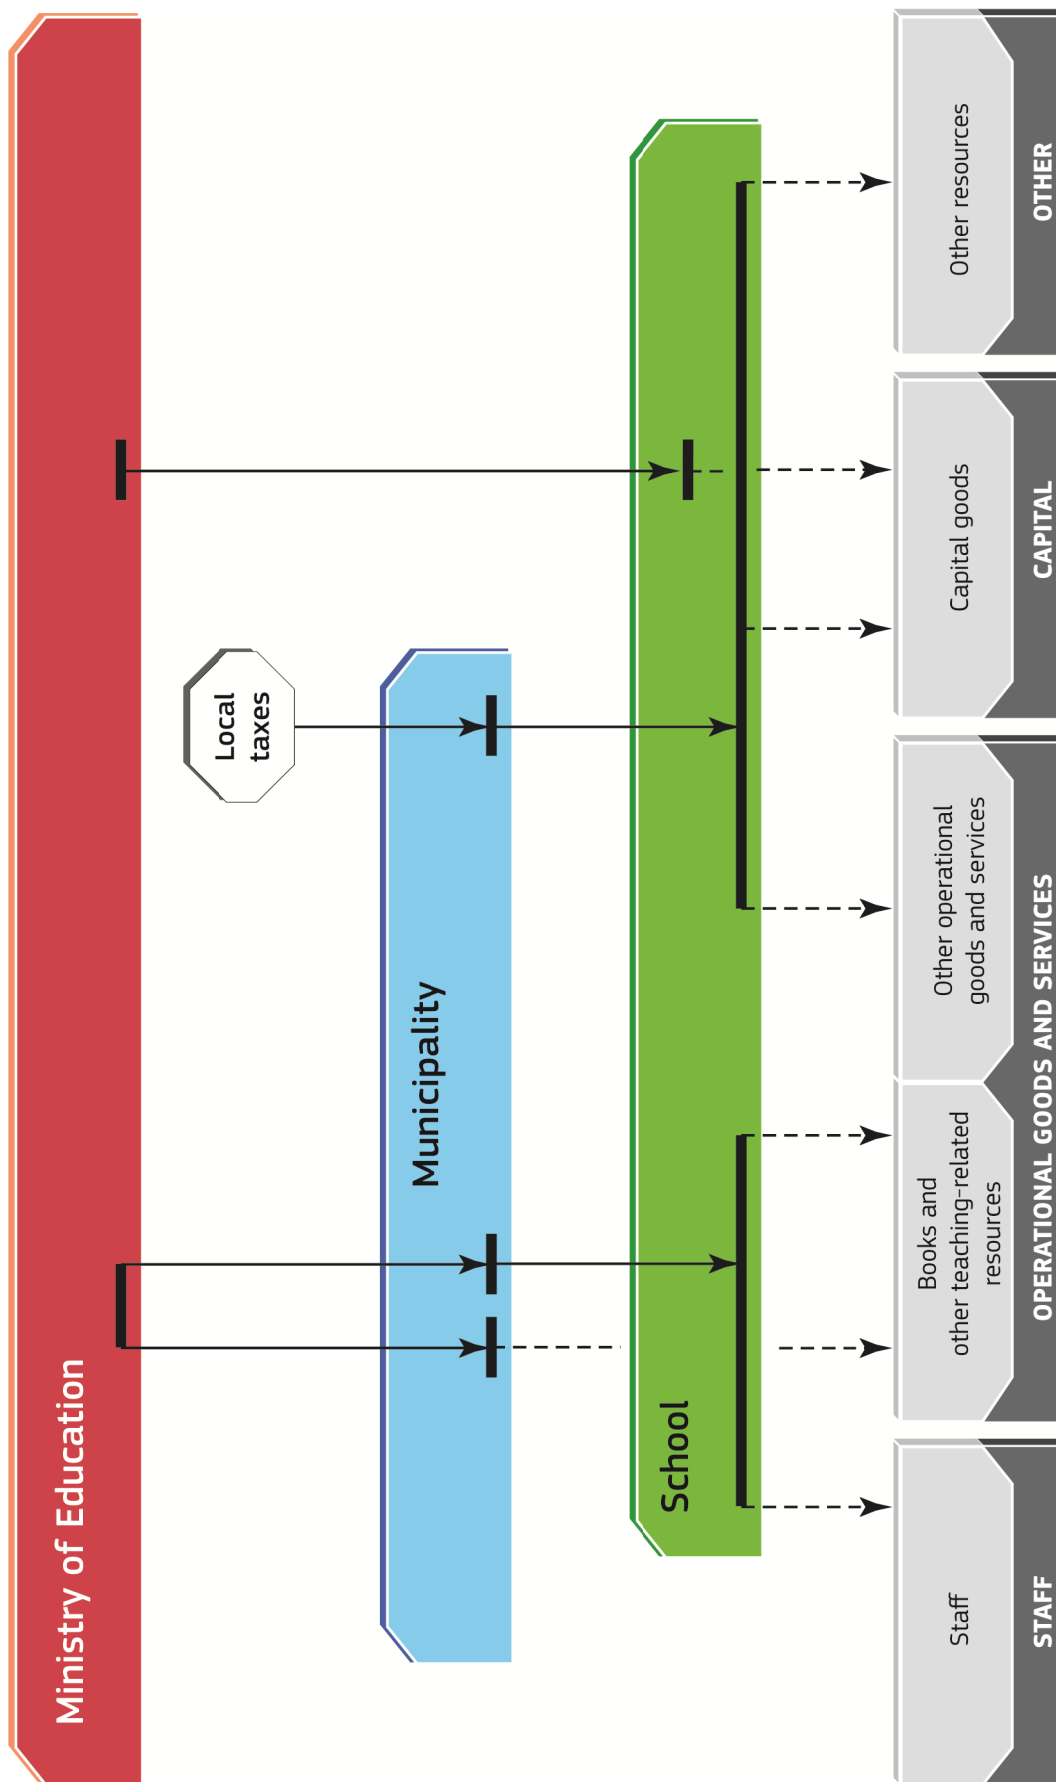 Ministry of Education
Local
taxes
Municipality
School
Staff
Books and
other teaching-related
resources
Other operational
goods and services
Capital goods
Other resources
STAFF
OPERATIONAL GOODS AND SERVICES
CAPITAL
OTHER